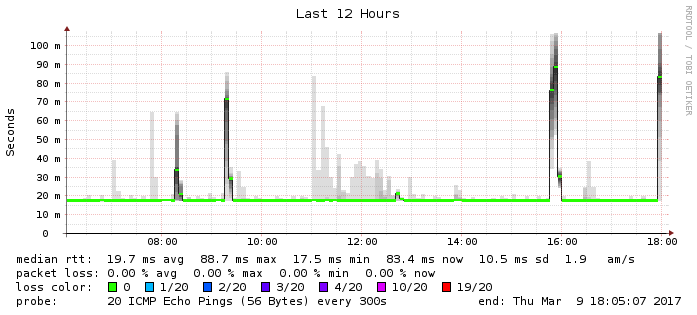 Last 12 Hours
RRDTOOL / TOBI OETIKER
Seconds
100 m
90 m
80 m
70 m
60 m
50 m
40 m
30 m
20 m
10 m
0
08:00 10:00 12:00 14:00 16:00 18:00
median rtt: 19.7 ms avg 88.7 ms max 17.5 ms min 83.4 ms now 10.5 ms sd 1.9 am/s
packet loss: 0.00 % avg 0.00 % max 0.00 % min 0.00 % now
loss color: 0 1/20 2/20 3/20 4/20 10/20 19/20
probe: 20 ICMP Echo Pings (56 Bytes) every 300s end: Thu Mar 9 18:05:07 2017